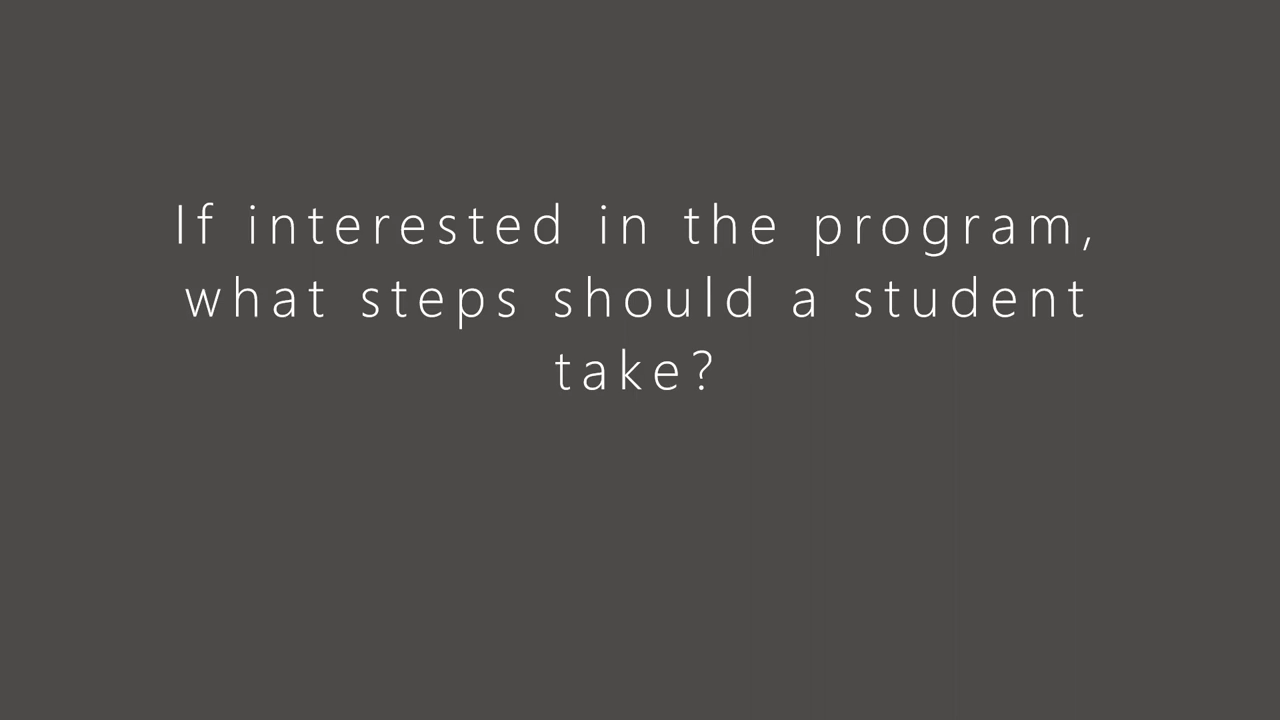 If interested in the program,
what steps should a student
take?